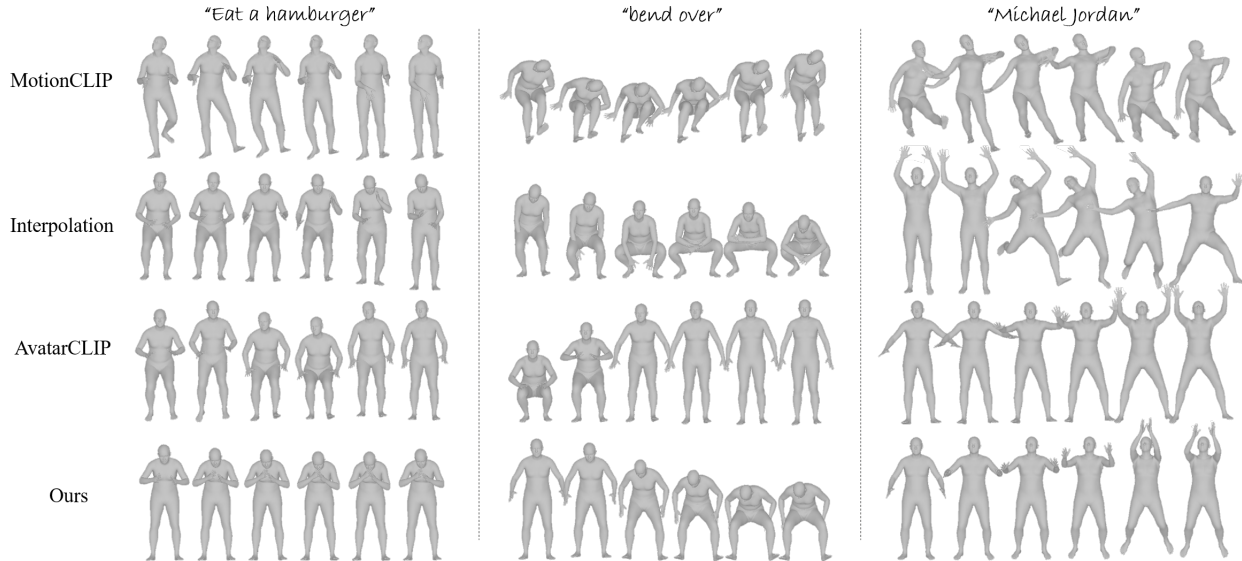 "Eat a hamburger"
"bend over"
"Michael Jordan"
MotionCLIP
Interpolation
AvatarCLIP
Ours